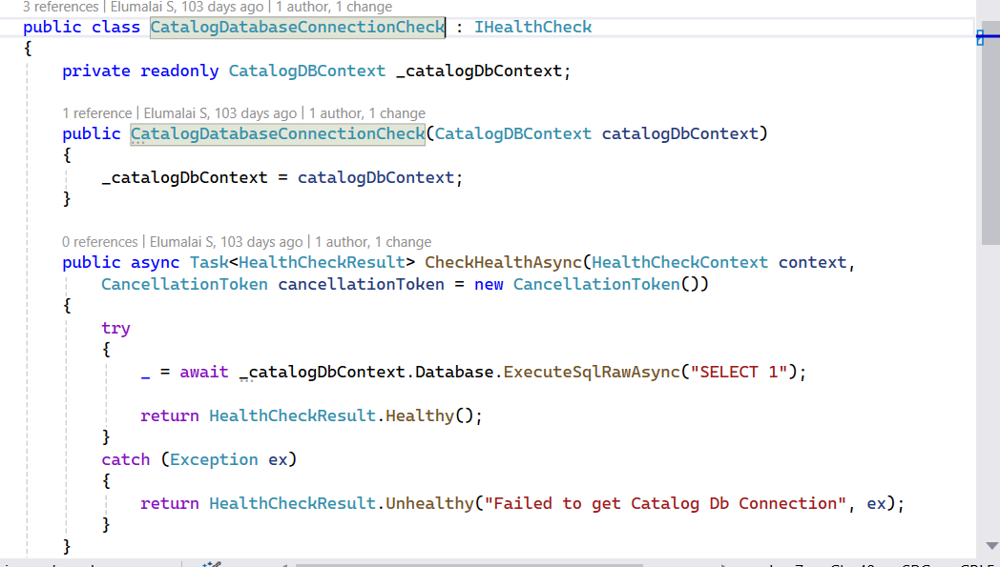 3 references | Elumalai S, 103 days ago | 1 author, 1 change
public class CatalogDatabaseConnectionCheck : IHealthCheck
{
private readonly CatalogDBContext _catalogDbContext;
1 reference | Elumalai S, 103 days ago | 1 author, 1 change
public CatalogDatabaseConnectionCheck(CatalogDBContext catalogDbContext)
{
_catalogDbContext = catalogDbContext;
}
0 references | Elumalai S, 103 days ago | 1 author, 1 change
public async Task<HealthCheckResult> CheckHealthAsync(HealthCheckContext context,
CancellationToken cancellationToken = new CancellationToken())
{
try
{
_ = await _catalogDbContext.Database.ExecuteSqlRawAsync("SELECT 1");
return HealthCheckResult.Healthy();
}
catch (Exception ex)
{
return HealthCheckResult.Unhealthy("Failed to get Catalog Db Connection", ex);
}
}